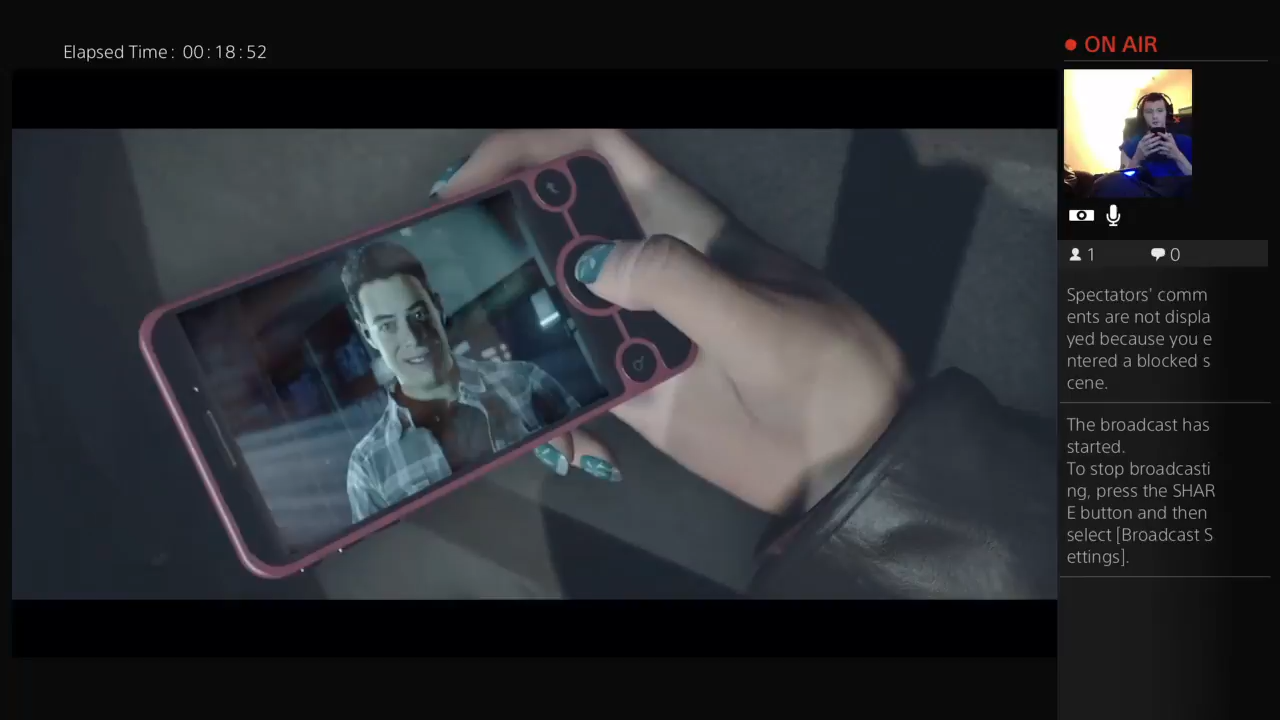 Elapsed Time: 00:18:52
ON AIR
1
0
Spectators' comm
ents are not displa
yed because you e
ntered a blocked s
cene.
The broadcast has
started.
To stop broadcasti
ng, press the SHAR
E button and then
select [Broadcast S
ettings].